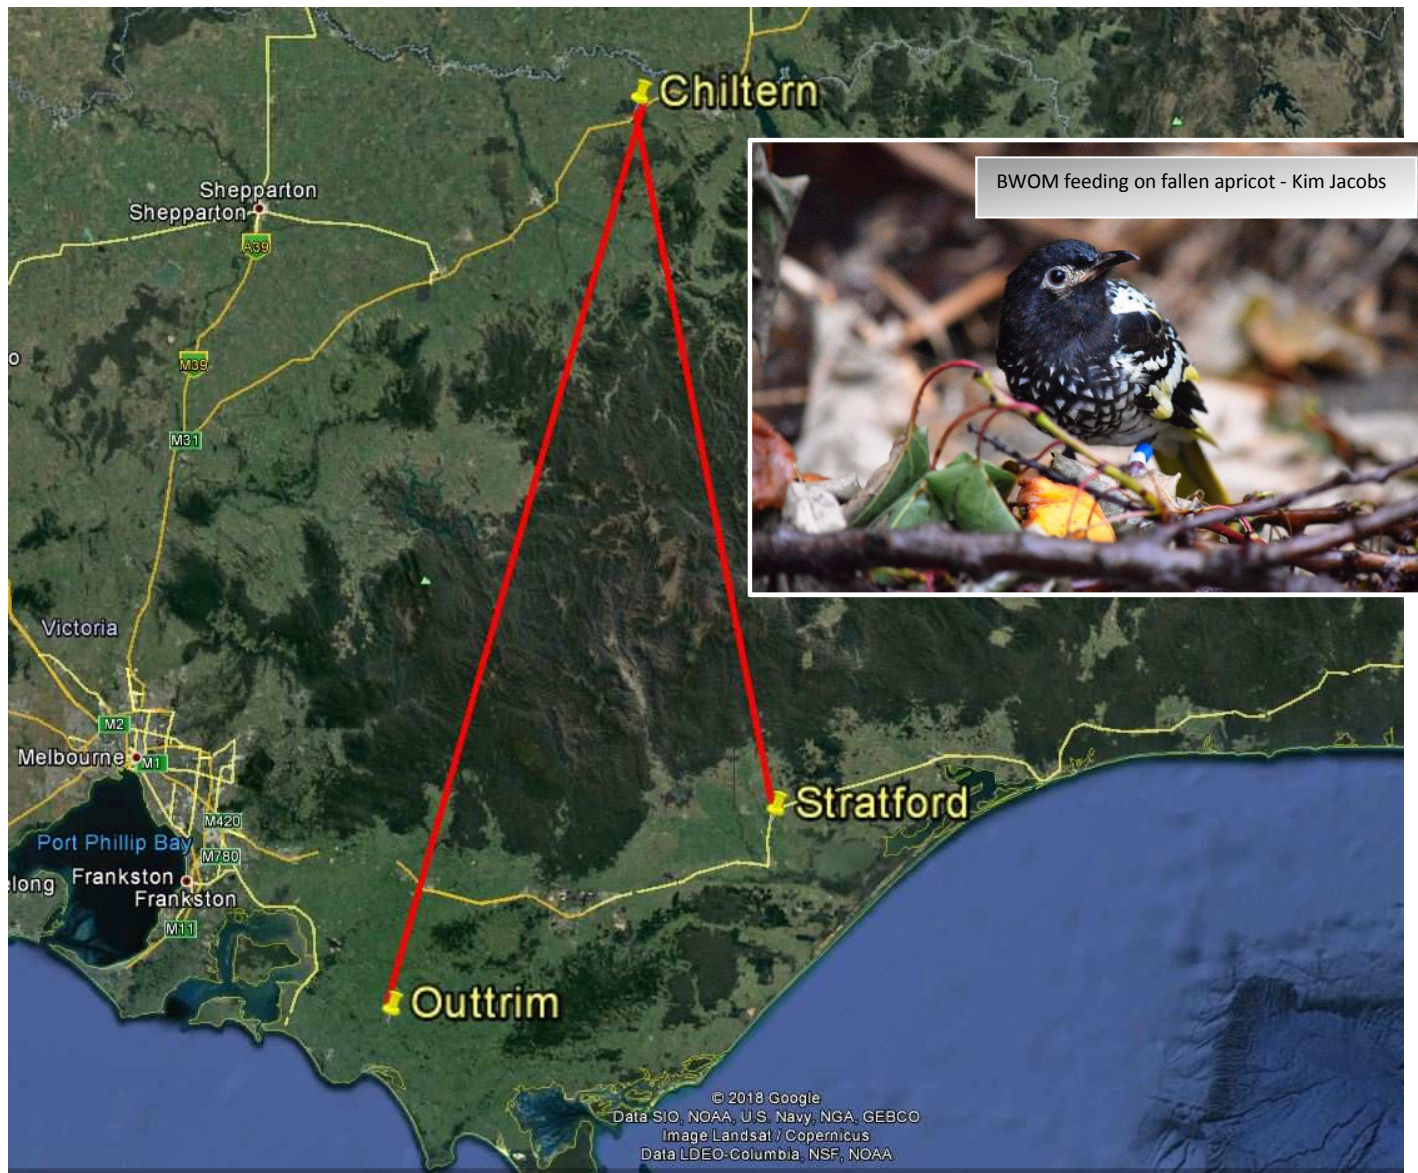 Chiltern
BWOM feeding on fallen apricot - Kim Jacobs
Shepparton
Shepparton
A39
M39
M31
Victoria
M2
Melbourne
M1
Stratford
M420
Port Phillip Bay
M780
elong
Frankston
Frankston
M11
Outtrim
© 2018 Google
Data SIO, NOAA, U.S. Navy, NGA, GEBCO
Image Landsat / Copernicus
Data LDEO-Columbia, NSF, NOAA
o